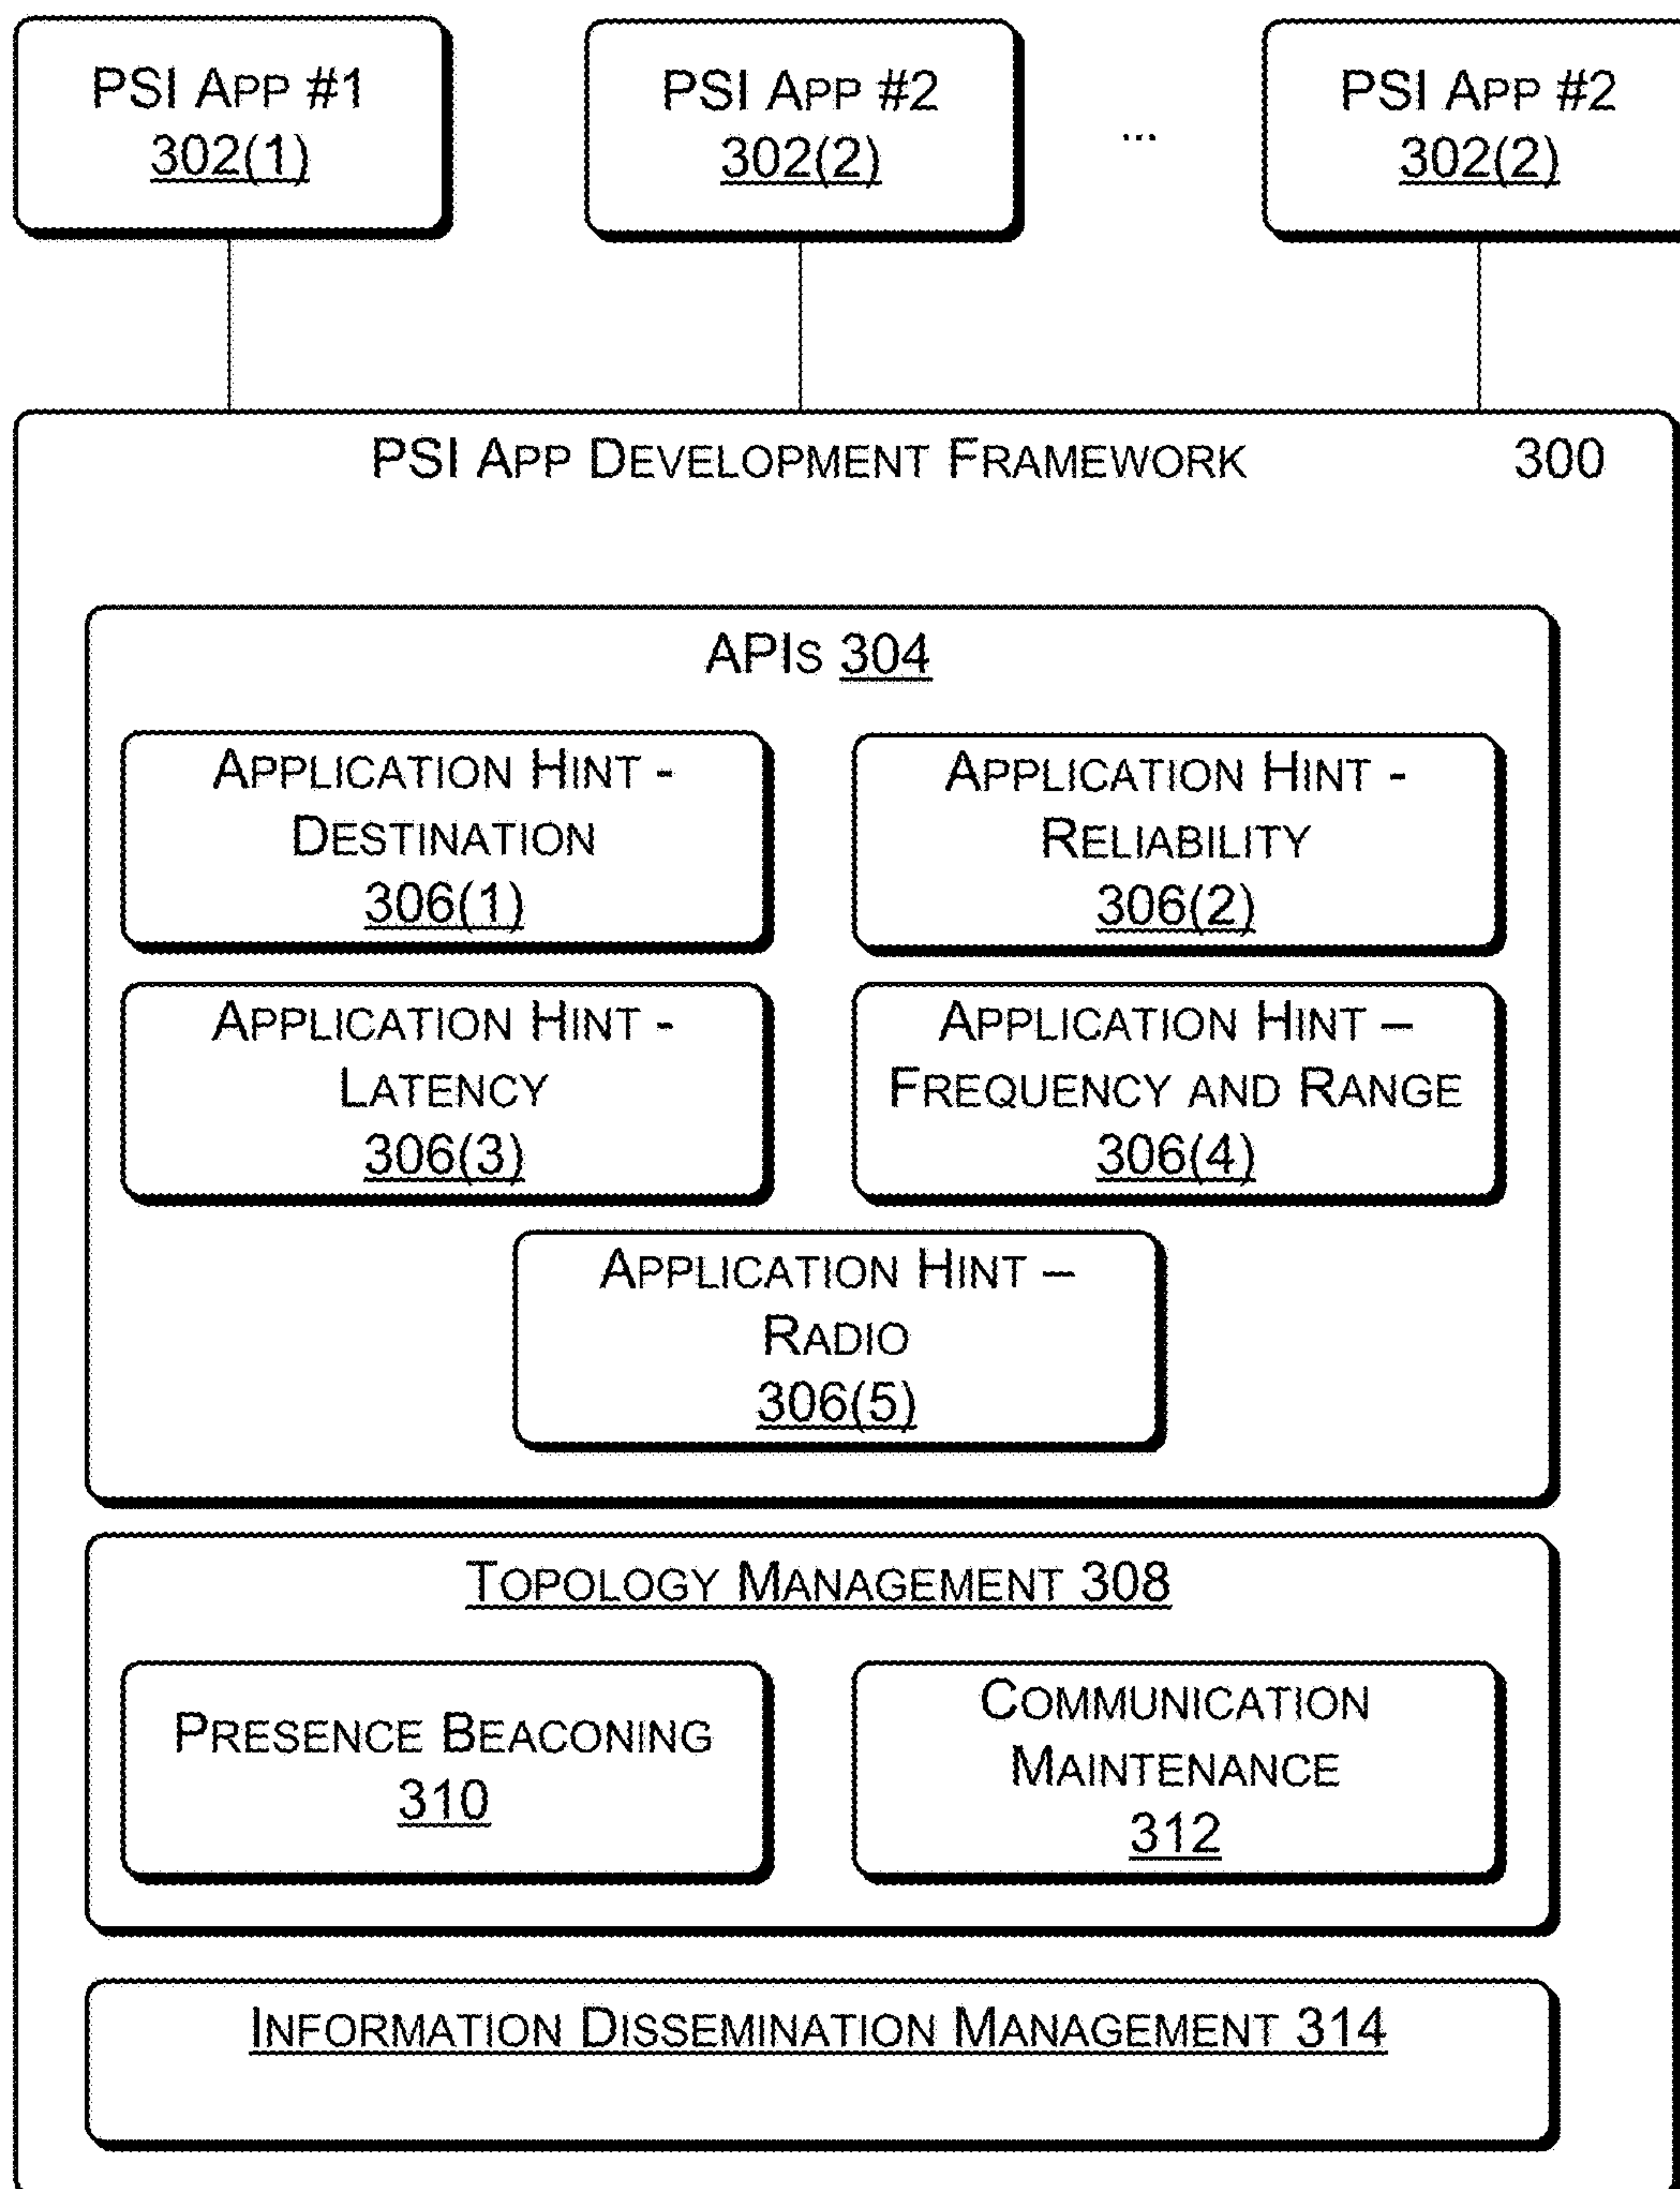 PSI App #1
302(1)
PSI App #2
302(2)
...
PSI App #2
302(2)
PSI App Development Framework 300
APIs 304
Application Hint -
Destination
306(1)
Application Hint -
Reliability
306(2)
Application Hint -
Latency
306(3)
Application Hint –
Frequency and Range
306(4)
Application Hint –
Radio
306(5)
Topology Management 308
Presence Beaconing
310
Communication
Maintenance
312
Information Dissemination Management 314